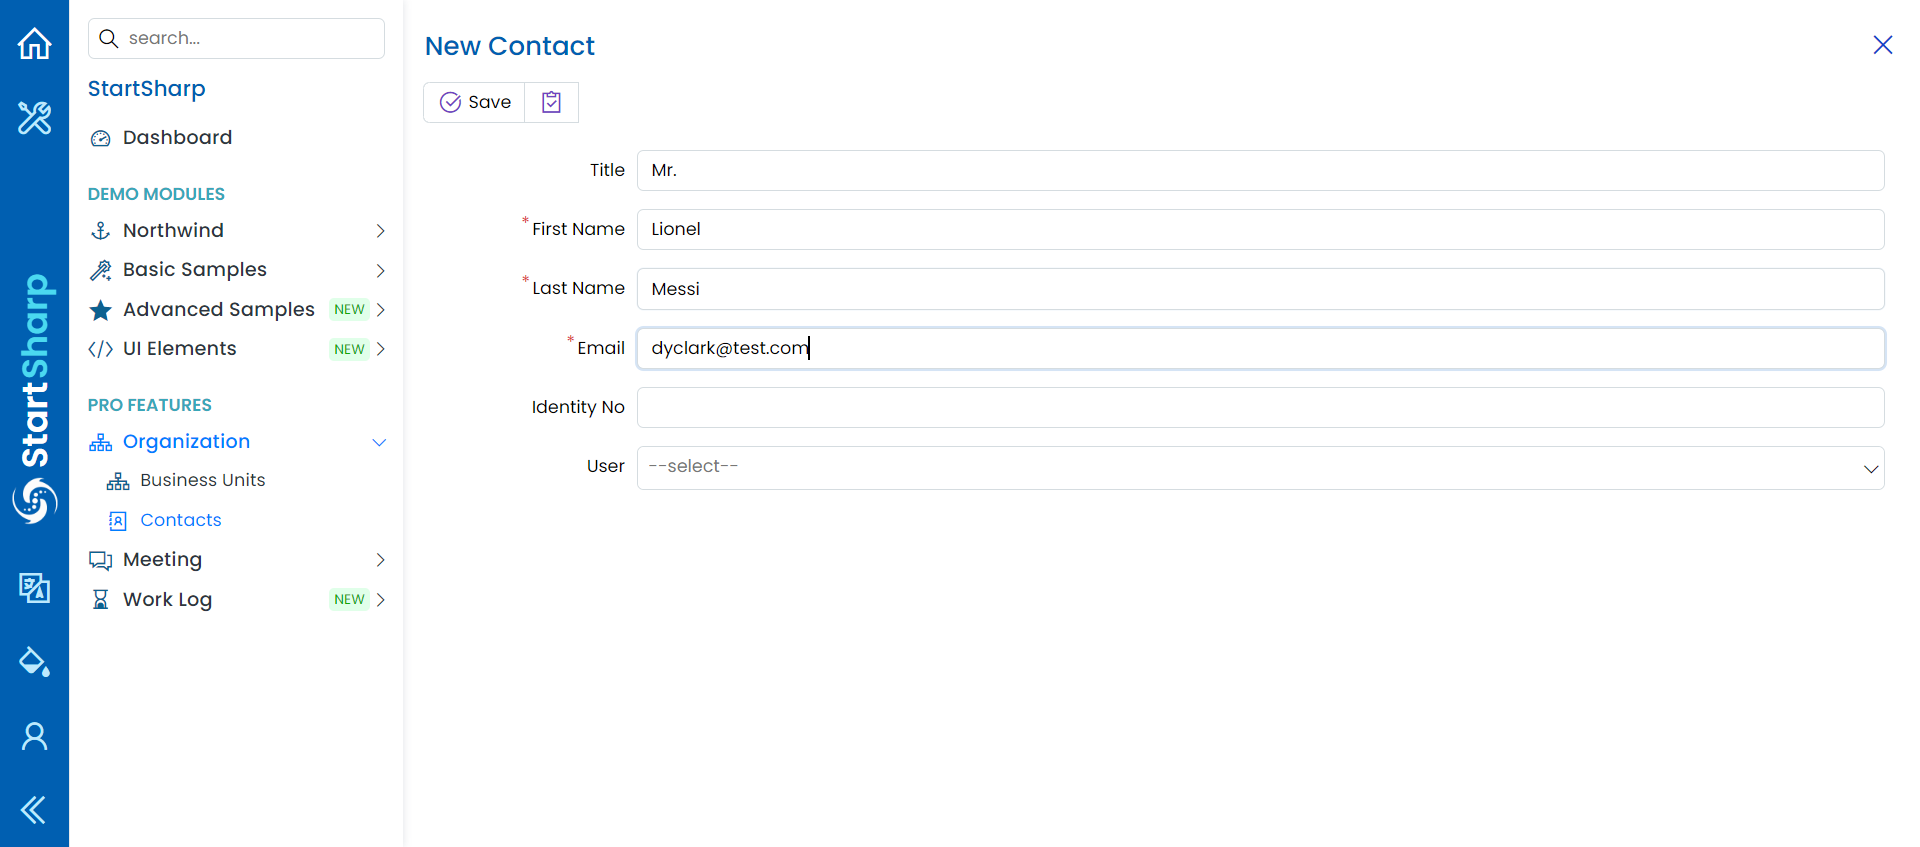 search...
StartSharp
Dashboard
DEMO MODULES
Northwind
Basic Samples
Advanced Samples NEW
UI Elements NEW
PRO FEATURES
Organization
Business Units
Contacts
Meeting
Work Log NEW
StartSharp
New Contact
Save
Title Mr.
* First Name Lionel
* Last Name Messi
* Email dyclark@test.com
Identity No
User --select--